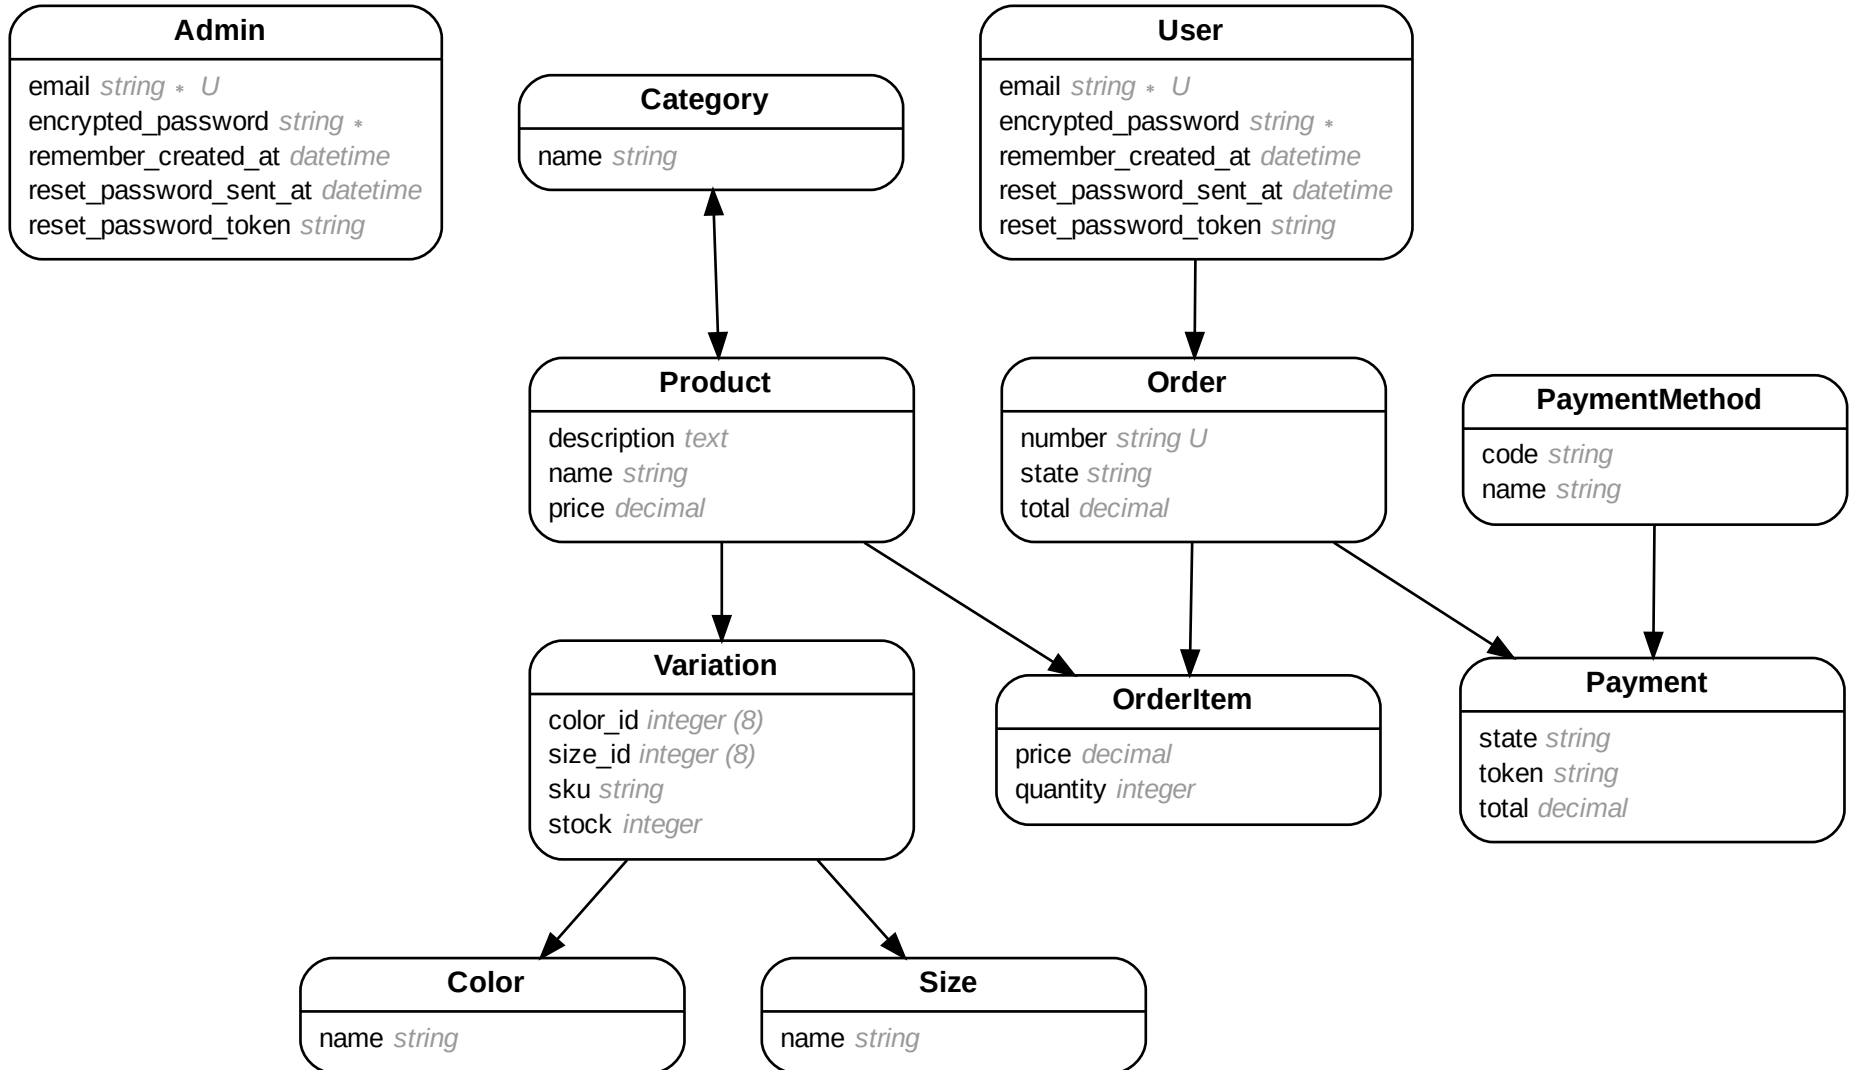 Admin
email string * U
encrypted_password string *
remember_created_at datetime
reset_password_sent_at datetime
reset_password_token string
Category
name string
User
email string * U
encrypted_password string *
remember_created_at datetime
reset_password_sent_at datetime
reset_password_token string
Product
description text
name string
price decimal
Order
number string U
state string
total decimal
PaymentMethod
code string
name string
Variation
color_id integer (8)
size_id integer (8)
sku string
stock integer
OrderItem
price decimal
quantity integer
Payment
state string
token string
total decimal
Color
name string
Size
name string